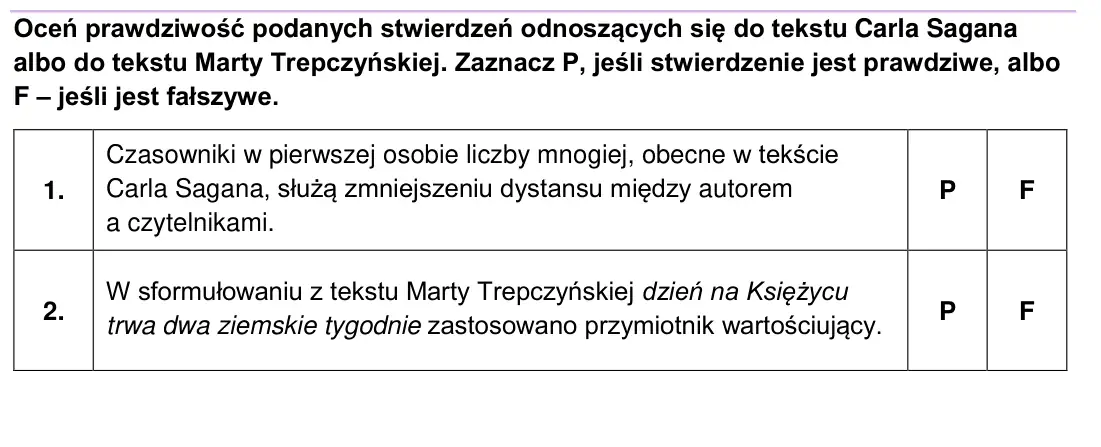 Oceń prawdziwość podanych stwierdzeń odnoszących się do tekstu Carla Sagana
albo do tekstu Marty Trepczyńskiej. Zaznacz P, jeśli stwierdzenie jest prawdziwe, albo
F – jeśli jest fałszywe.
1.
Czasowniki w pierwszej osobie liczby mnogiej, obecne w tekście
Carla Sagana, służą zmniejszeniu dystansu między autorem
a czytelnikami.
P
F
2.
W sformułowaniu z tekstu Marty Trepczyńskiej dzień na Księżycu
trwa dwa ziemskie tygodnie zastosowano przymiotnik wartościujący.
P
F